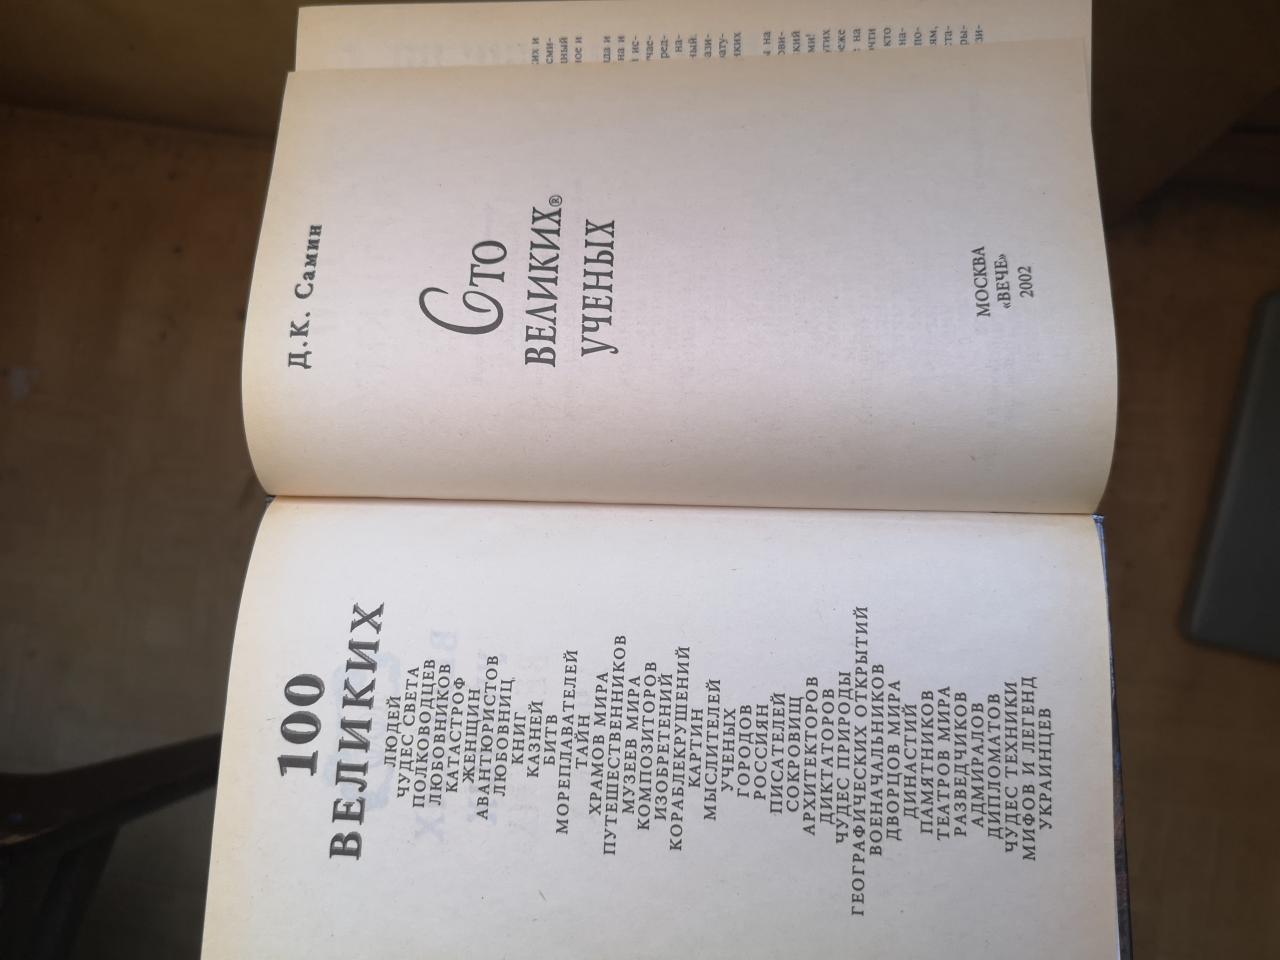 100
ВЕЛИКИХ
ЛЮДЕЙ
ЧУДЕС СВЕТА
ПОЛКОВОДЦЕВ
ЛЮБОВНИКОВ
КАТАСТРОФ
ЖЕНЩИН
АВАНТЮРИСТОВ
ЛЮБОВНИЦ
КНИГ
КАЗНЕЙ
БИТВ
МОРЕПЛАВАТЕЛЕЙ
ТАЙН
ХРАМОВ МИРА
ПУТЕШЕСТВЕННИКОВ
МУЗЕЕВ МИРА
КОМПОЗИТОРОВ
ИЗОБРЕТЕНИЙ
КОРАБЛЕКРУШЕНИЙ
КАРТИН
МЫСЛИТЕЛЕЙ
УЧЕНЫХ
ГОРОДОВ
РОССИЯН
ПИСАТЕЛЕЙ
СОКРОВИЩ
АРХИТЕКТОРОВ
ДИКТАТОРОВ
ЧУДЕС ПРИРОДЫ
ГЕОГРАФИЧЕСКИХ ОТКРЫТИЙ
ВОЕНАЧАЛЬНИКОВ
ДВОРЦОВ МИРА
ДИНАСТИЙ
ПАМЯТНИКОВ
ТЕАТРОВ МИРА
РАЗВЕДЧИКОВ
АДМИРАЛОВ
ДИПЛОМАТОВ
ЧУДЕС ТЕХНИКИ
МИФОВ И ЛЕГЕНД
УКРАИНЦЕВ
Д.К. Самин
СТО
ВЕЛИКИХ®
УЧЕНЫХ
МОСКВА
«ВЕЧЕ»
2002